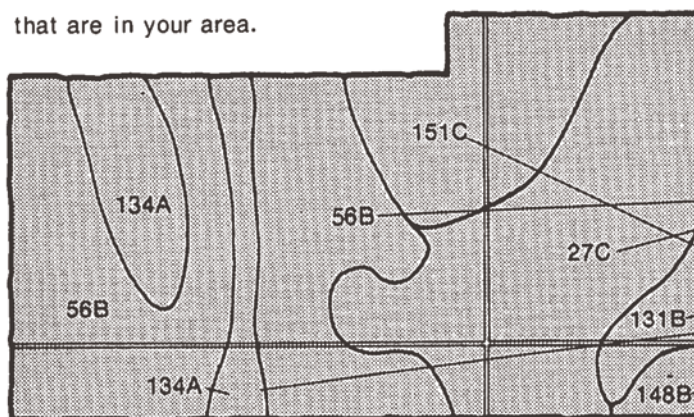 that are in your area.
151C
134A
56B
27C
56B
131B
134A
148B